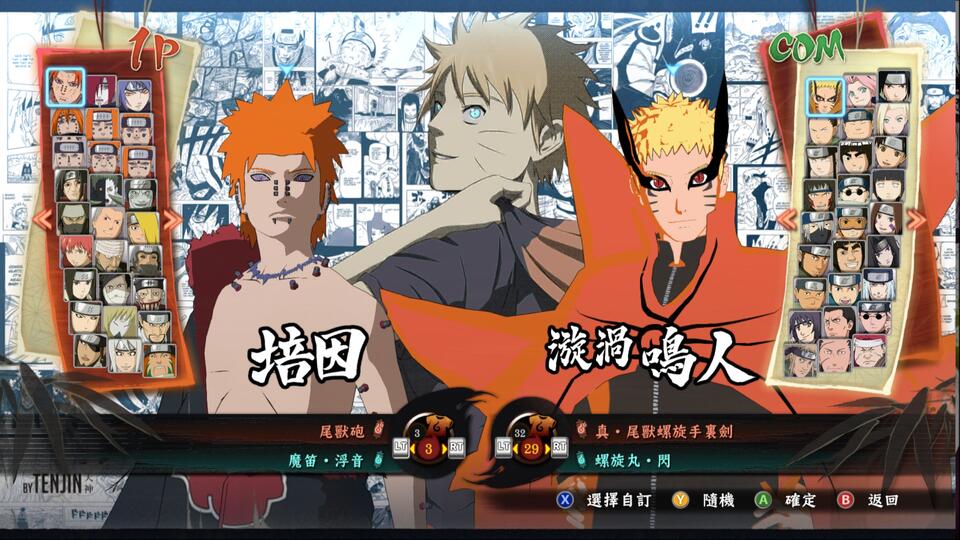 1P
COM
培因
漩渦鳴人
尾獸砲
魔笛・浮音
LT 3 3 RT
LT 32 29 RT
真・尾獸螺旋手裏劍
螺旋丸・閃
BY TENJIN 天神
X 選擇自訂 Y 隨機 A 確定 B 返回